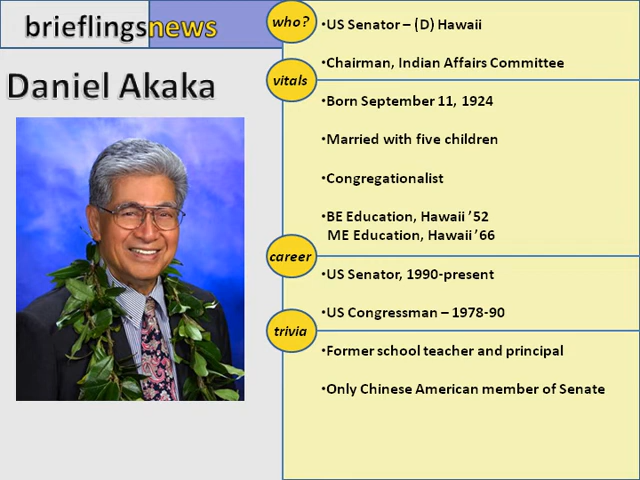 brieflingsnews
Daniel Akaka
who?
•US Senator – (D) Hawaii
•Chairman, Indian Affairs Committee
vitals
•Born September 11, 1924
•Married with five children
•Congregationalist
•BE Education, Hawaii ’52
ME Education, Hawaii ’66
career
•US Senator, 1990-present
•US Congressman – 1978-90
trivia
•Former school teacher and principal
•Only Chinese American member of Senate